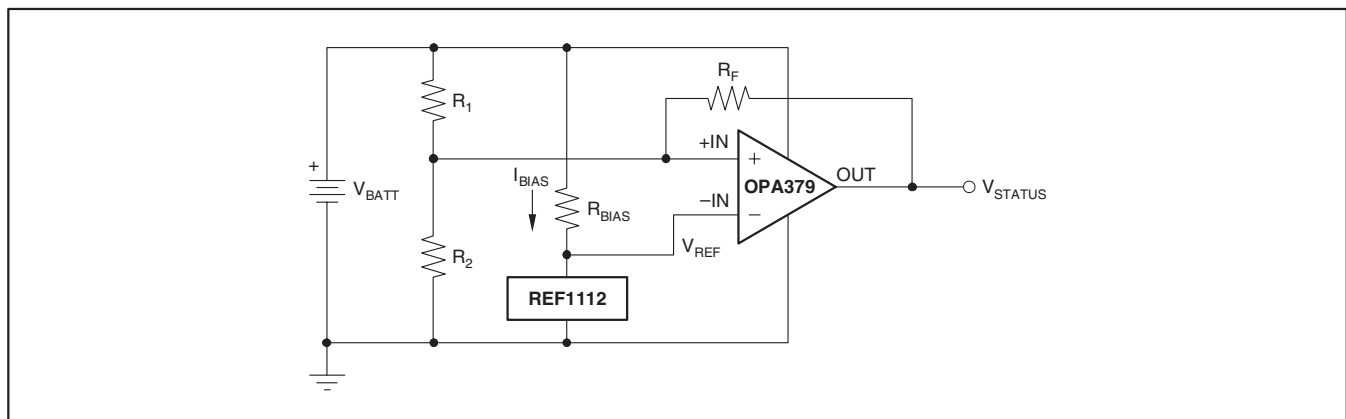 R_F
R_1
+IN
+
+
OPA379
OUT
V_STATUS
I_BIAS
V_BATT
R_BIAS
−IN
−
V_REF
R_2
REF1112